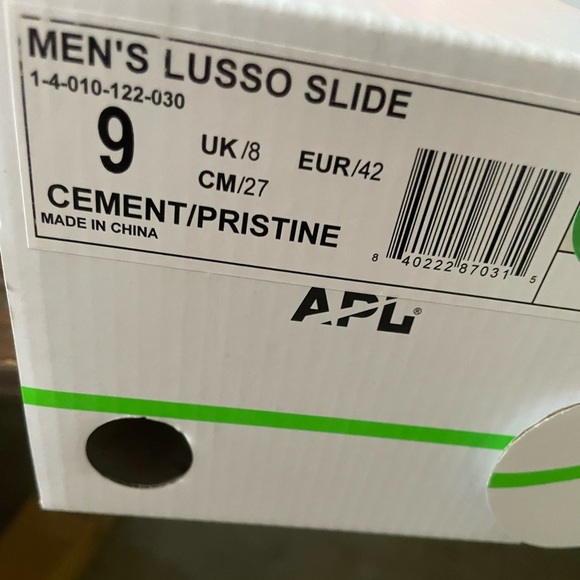 MEN'S LUSSO SLIDE
1-4-010-122-030
9
UK/8 EUR/42
CM/27
CEMENT/PRISTINE
MADE IN CHINA
8 40222 87031 5
APL®